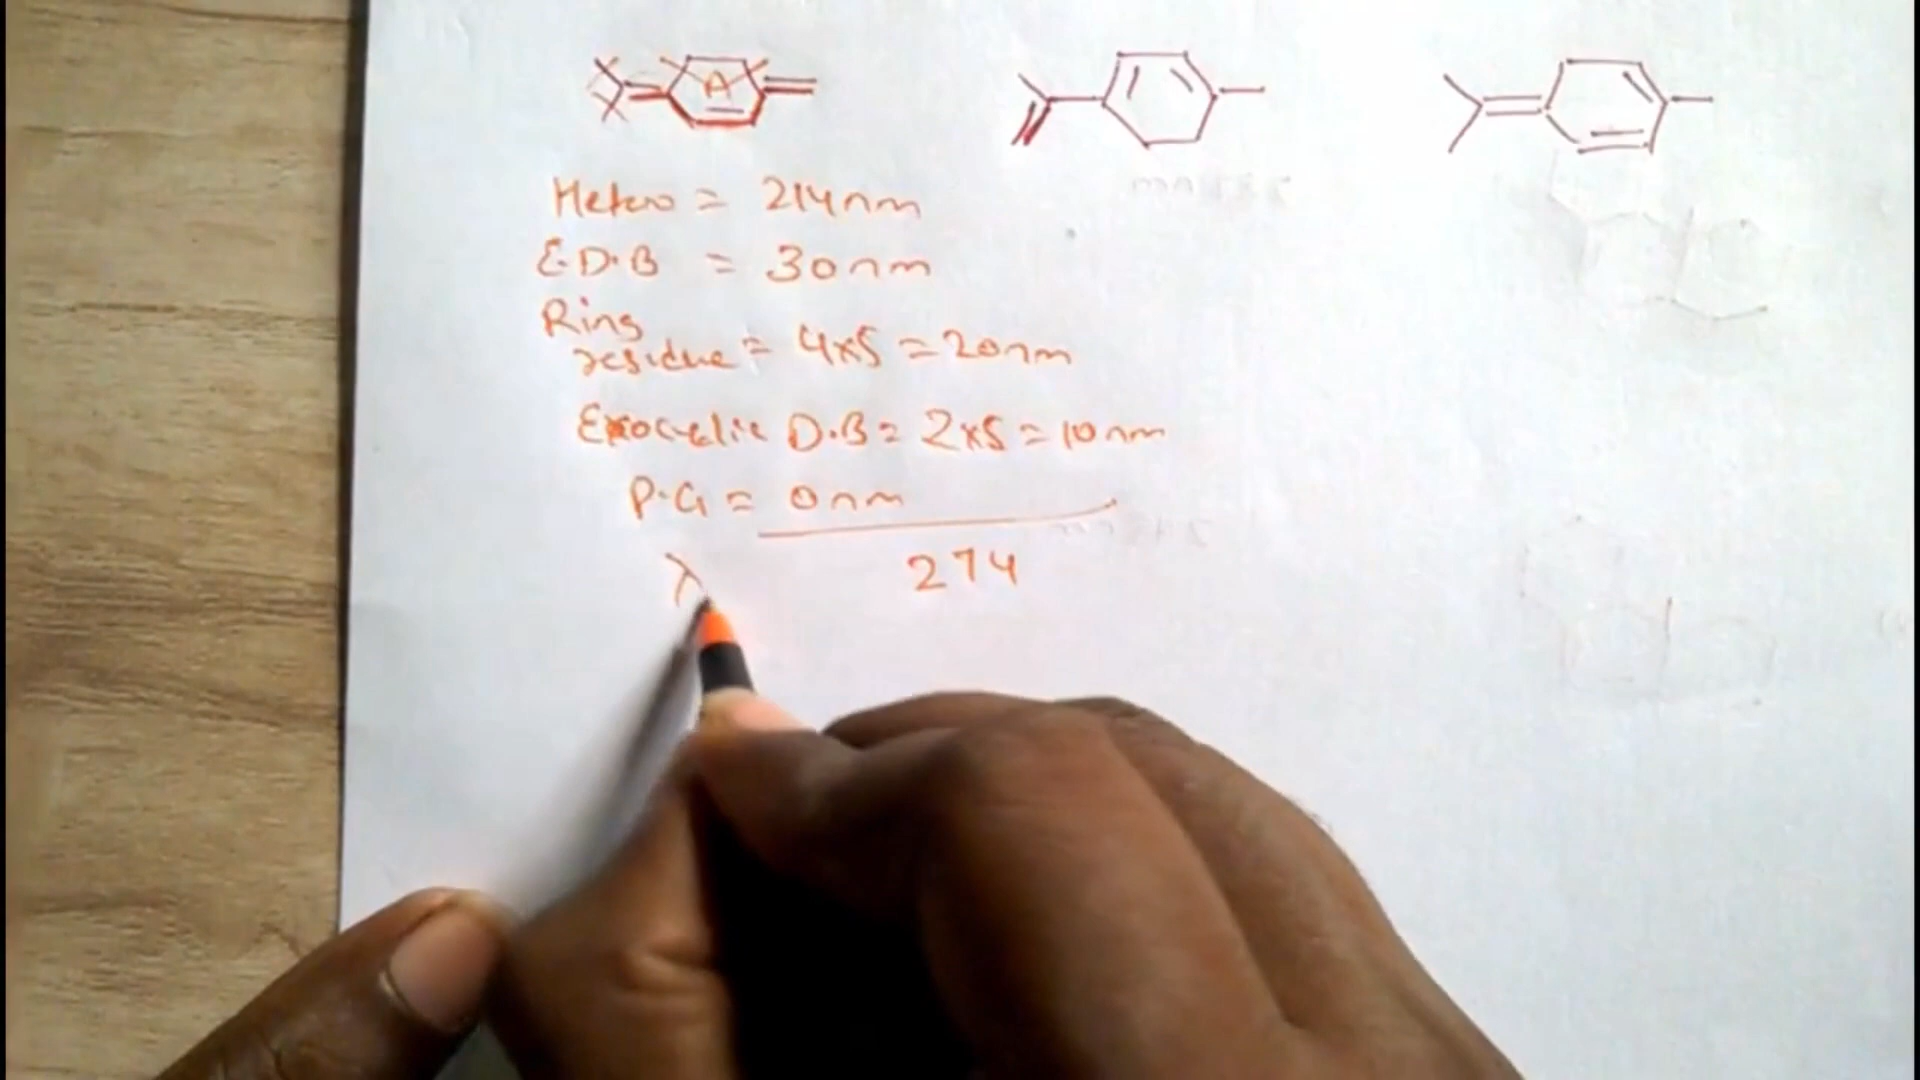 A
Hetero = 214nm
E.D.B = 30nm
Ring
residue = 4x5 = 20nm
Exocyclic D.B = 2x5 = 10nm
P.G = 0nm
274
λ